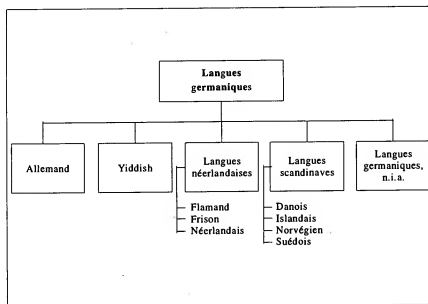 Langues
germaniques
Allemand
Yiddish
Langues
néerlandaises
Langues
scandinaves
Langues
germaniques,
n.i.a.
Flamand
Frison
Néerlandais
Danois
Islandais
Norvégien
Suédois